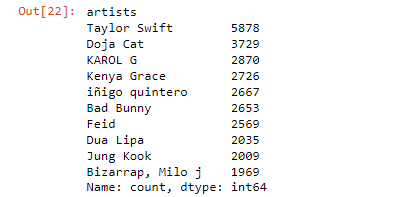 Out[22]: artists
Taylor Swift 5878
Doja Cat 3729
KAROL G 2870
Kenya Grace 2726
iñigo quintero 2667
Bad Bunny 2653
Feid 2569
Dua Lipa 2035
Jung Kook 2009
Bizarrap, Milo j 1969
Name: count, dtype: int64